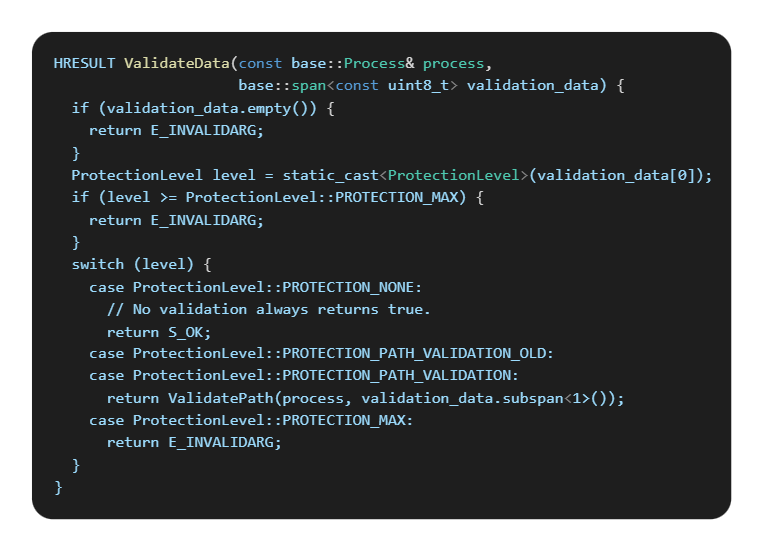 HRESULT ValidateData(const base::Process& process,
                     base::span<const uint8_t> validation_data) {
  if (validation_data.empty()) {
    return E_INVALIDARG;
  }
  ProtectionLevel level = static_cast<ProtectionLevel>(validation_data[0]);
  if (level >= ProtectionLevel::PROTECTION_MAX) {
    return E_INVALIDARG;
  }
  switch (level) {
    case ProtectionLevel::PROTECTION_NONE:
      // No validation always returns true.
      return S_OK;
    case ProtectionLevel::PROTECTION_PATH_VALIDATION_OLD:
    case ProtectionLevel::PROTECTION_PATH_VALIDATION:
      return ValidatePath(process, validation_data.subspan<1>());
    case ProtectionLevel::PROTECTION_MAX:
      return E_INVALIDARG;
  }
}